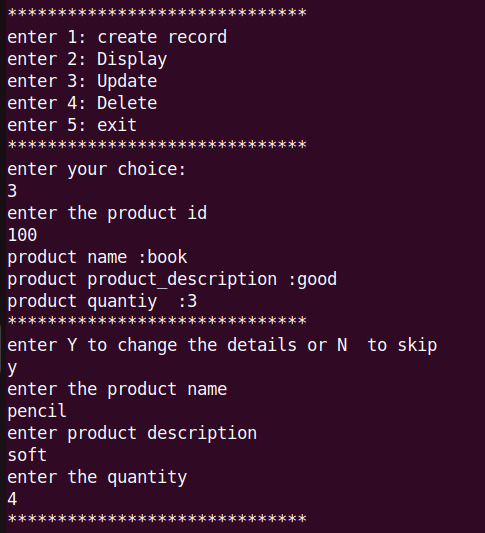 ******************************
enter 1: create record
enter 2: Display
enter 3: Update
enter 4: Delete
enter 5: exit
******************************
enter your choice:
3
enter the product id
100
product name :book
product product_description :good
product quantiy  :3
******************************
enter Y to change the details or N  to skip
y
enter the product name
pencil
enter product description
soft
enter the quantity
4
******************************